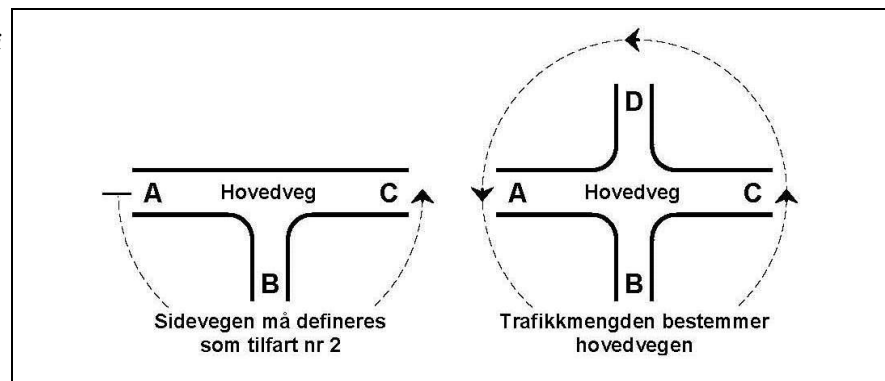 A Hovedveg C
B
Sidevegen må defineres
som tilfart nr 2
D
A Hovedveg C
B
Trafikkmengden bestemmer
hovedvegen